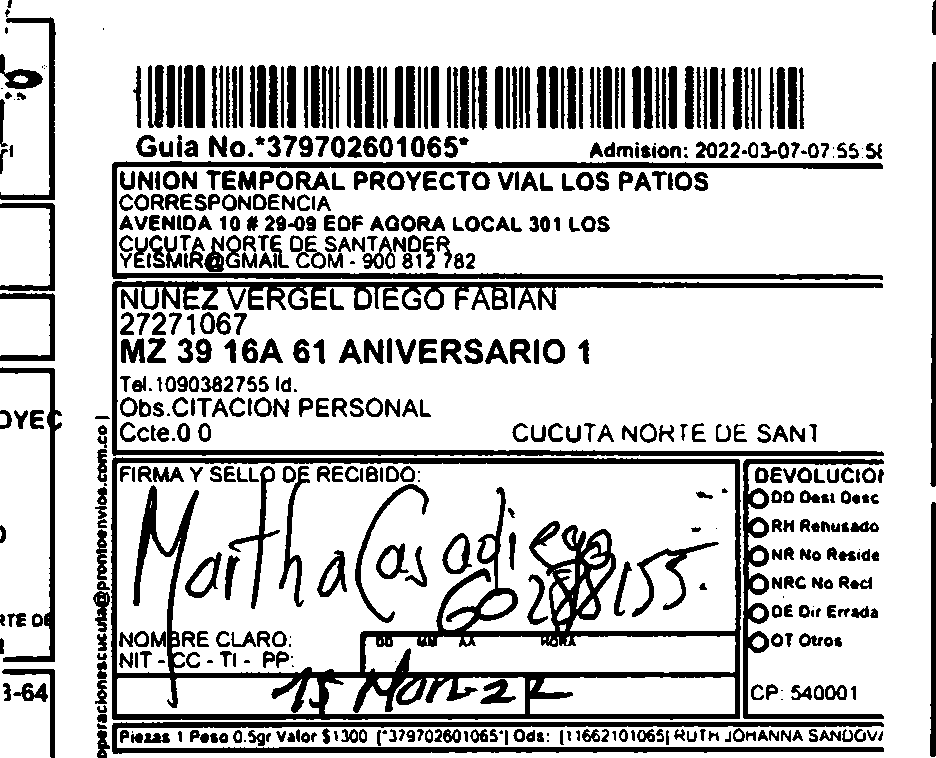 Guia No.*379702601065*
Admision: 2022-03-07-07:55:5
UNION TEMPORAL PROYECTO VIAL LOS PATIOS
CORRESPONDENCIA
AVENIDA 10 # 29-09 EDF AGORA LOCAL 301 LOS
CUCUTA NORTE DE SANTANDER
YEISMIR@GMAIL COM - 900 812 782
NUNEZ VERGEL DIEGO FABIAN
27271067
MZ 39 16A 61 ANIVERSARIO 1
Tel.1090382755 Id.
Obs.CITACION PERSONAL
Ccte.0 0
CUCUTA NORTE DE SANT
FIRMA Y SELLO DE RECIBIDO:
Martha Casadiego
60288155.
NOMBRE CLARO:
NIT - CC - TI - PP:
DD MM AA HORA
15 Mar-22
DEVOLUCION
DD Dest Desc
RH Rehusado
NR No Reside
NRC No Recl
DE Dir Errada
OT Otros
CP: 540001
Piezas 1 Peso 0.5gr Valor $1300 [*379702601065*] Ods: [11662101065] RUTH JOHANNA SANDOVA
operacionescucuta@prontoenvios.com.co |
OYEC
RTE DE
3-64